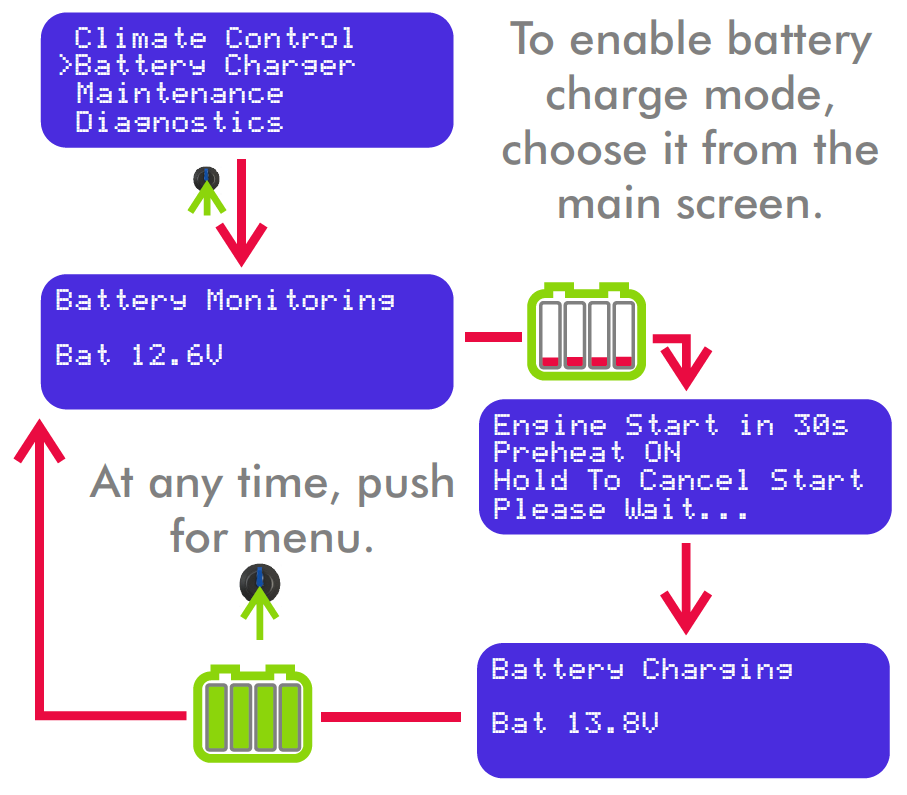 Climate Control
>Battery Charger
Maintenance
Diagnostics
To enable battery
charge mode,
choose it from the
main screen.
Battery Monitoring
Bat 12.6V
Engine Start in 30s
Preheat ON
Hold To Cancel Start
Please Wait...
At any time, push
for menu.
Battery Charging
Bat 13.8V